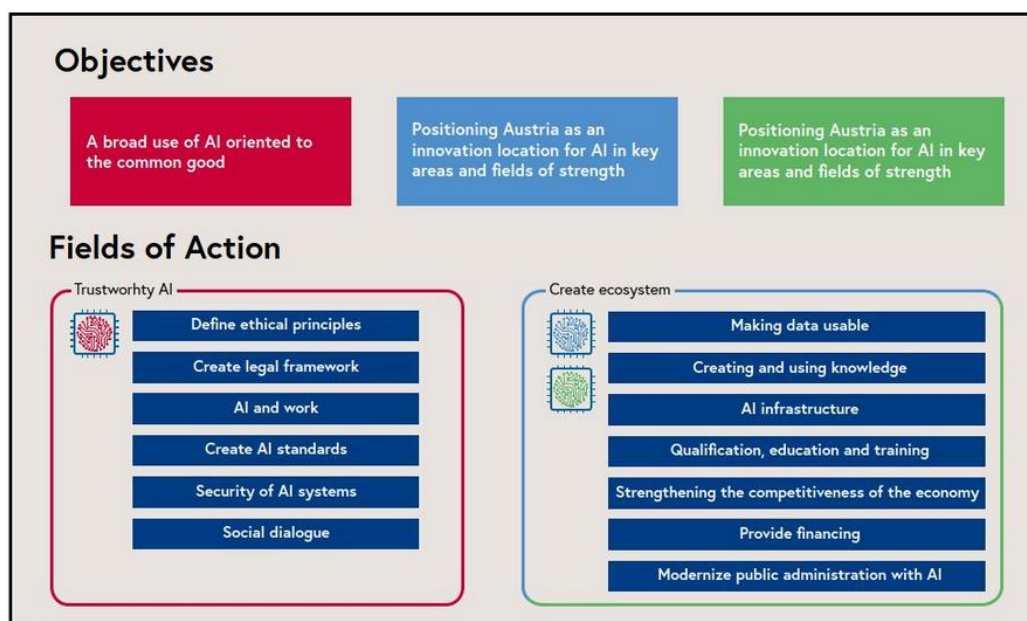 Objectives
A broad use of AI oriented to
the common good
Positioning Austria as an
innovation location for AI in key
areas and fields of strength
Positioning Austria as an
innovation location for AI in key
areas and fields of strength
Fields of Action
Trustworhty AI
Define ethical principles
Create legal framework
AI and work
Create AI standards
Security of AI systems
Social dialogue
Create ecosystem
Making data usable
Creating and using knowledge
AI infrastructure
Qualification, education and training
Strengthening the competitiveness of the economy
Provide financing
Modernize public administration with AI